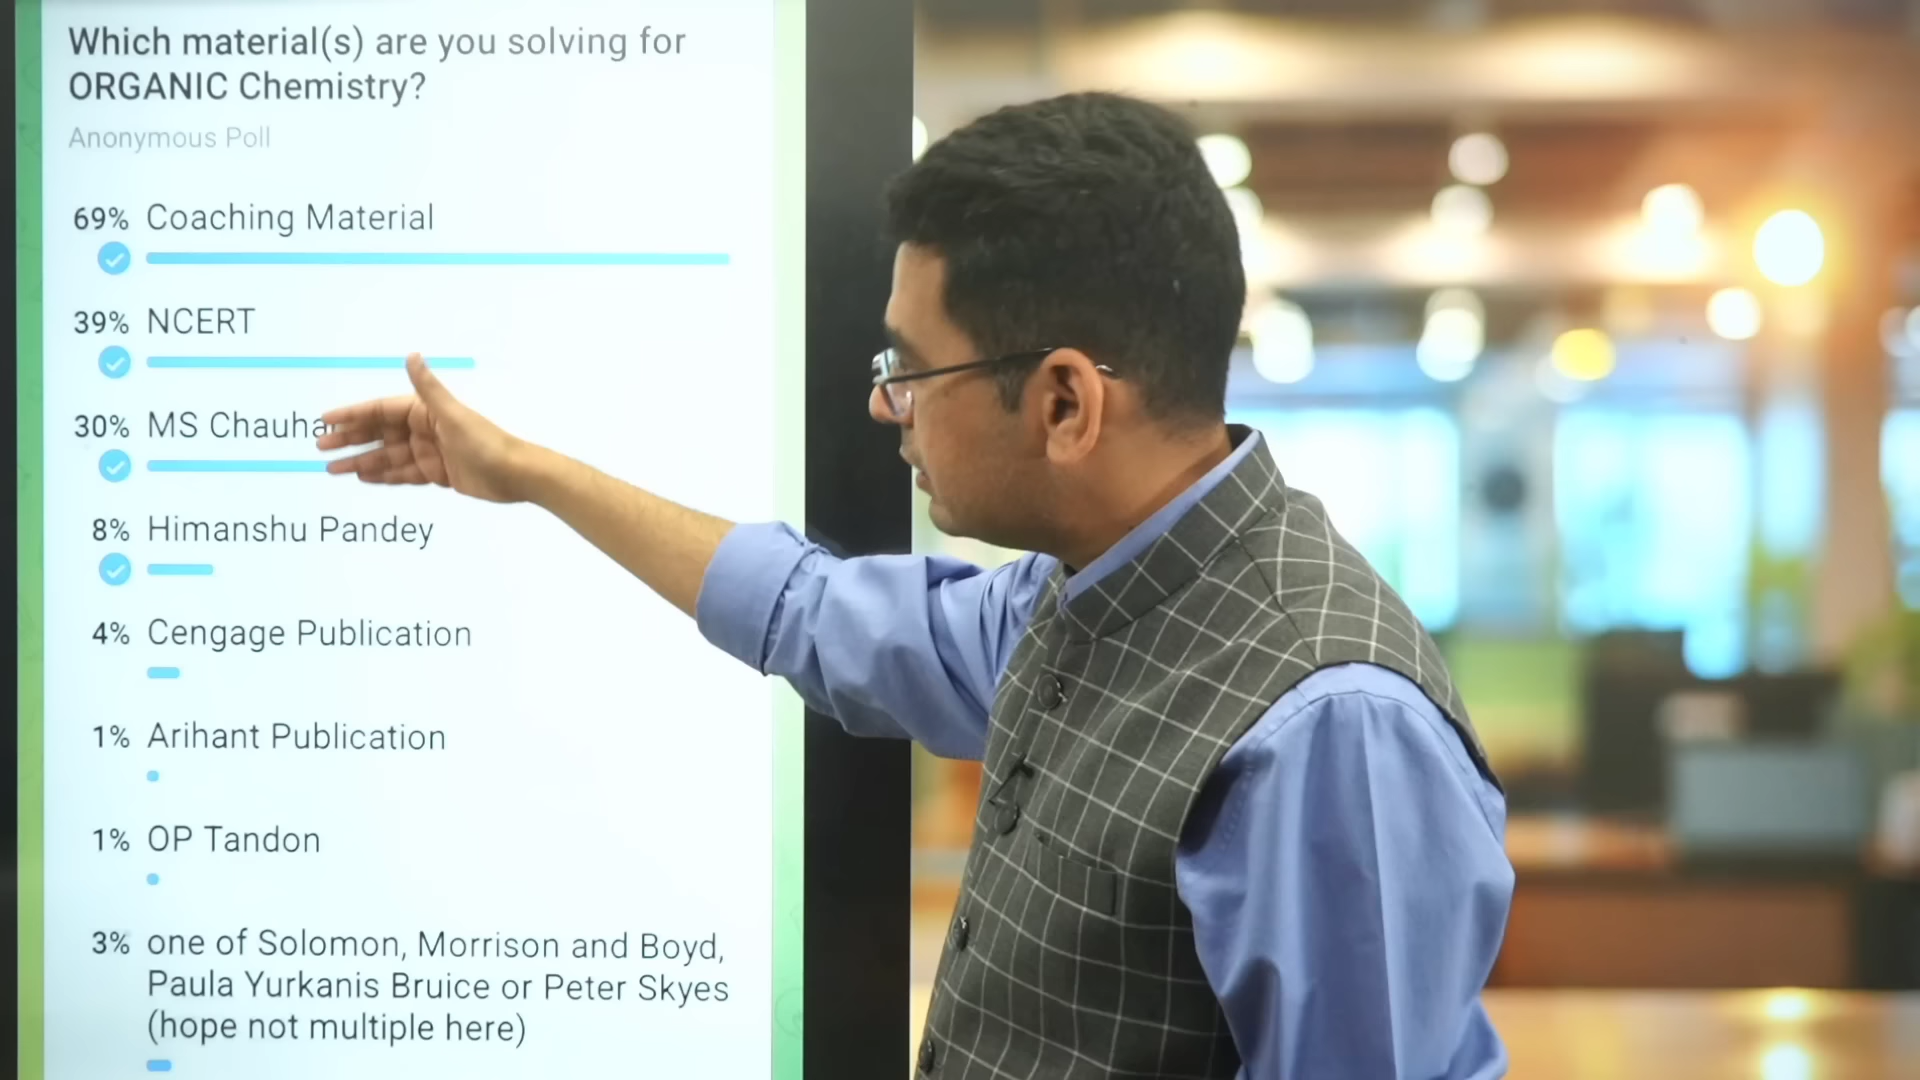 Which material(s) are you solving for
ORGANIC Chemistry?
Anonymous Poll
69% Coaching Material
39% NCERT
30% MS
8% Himanshu Pandey
4% Cengage Publication
1% Arihant Publication
1% OP Tandon
3% one of Solomon, Morrison and Boyd,
Paula Yurkanis Bruice or Peter Skyes
(hope not multiple here)